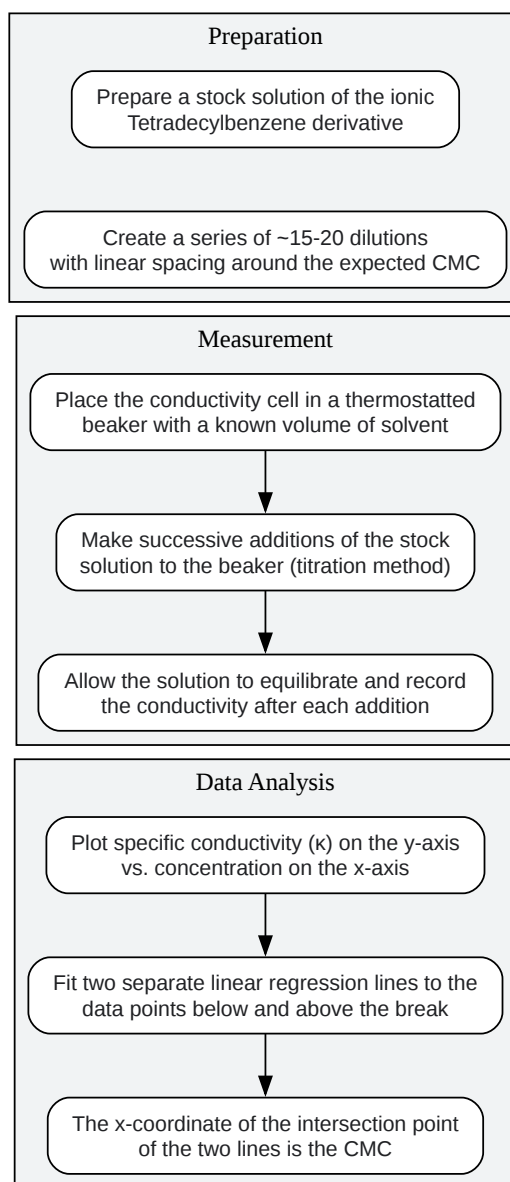 Preparation
Prepare a stock solution of the ionic
Tetradecylbenzene derivative
Create a series of ~15-20 dilutions
with linear spacing around the expected CMC
Measurement
Place the conductivity cell in a thermostatted
beaker with a known volume of solvent
Make successive additions of the stock
solution to the beaker (titration method)
Allow the solution to equilibrate and record
the conductivity after each addition
Data Analysis
Plot specific conductivity (κ) on the y-axis
vs. concentration on the x-axis
Fit two separate linear regression lines to the
data points below and above the break
The x-coordinate of the intersection point
of the two lines is the CMC